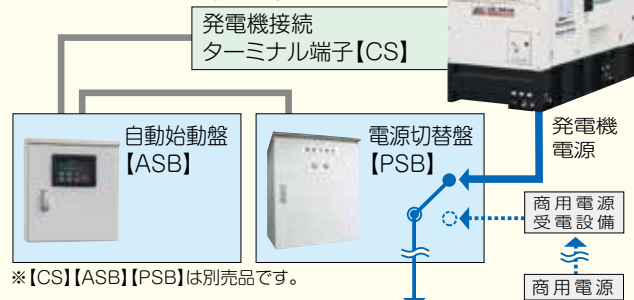 発電機接続
ターミナル端子【CS】
自動始動盤
【ASB】
電源切替盤
【PSB】
発電機
電源
商用電源
受電設備
商用電源
※【CS】【ASB】【PSB】は別売品です。